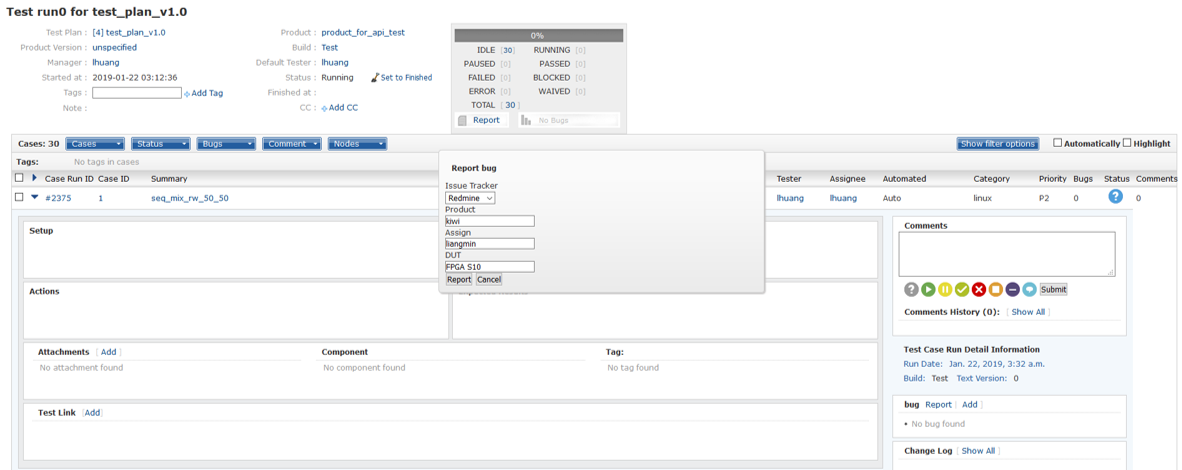 Test run0 for test_plan_v1.0
Test Plan : [4] test_plan_v1.0
Product : product_for_api_test
Product Version : unspecified
Build : Test
Manager : lhuang
Default Tester : lhuang
Started at : 2019-01-22 03:12:36
Status : Running Set to Finished
Tags : Add Tag
Finished at :
Note :
CC : Add CC
0%
IDLE [30] RUNNING [0]
PAUSED [0] PASSED [0]
FAILED [0] BLOCKED [0]
ERROR [0] WAIVED [0]
TOTAL [ 30 ]
Report No Bugs
Cases: 30 Cases Status Bugs Comment Nodes Show filter options Automatically Highlight
Tags: No tags in cases
Case Run ID Case ID Summary Tester Assignee Automated Category Priority Bugs Status Comments
#2375 1 seq_mix_rw_50_50 lhuang lhuang Auto linux P2 0 ? 0
Report bug
Issue Tracker
Redmine
Product
kiwi
Assign
liangmin
DUT
FPGA S10
Report Cancel
Setup
Actions
Attachments [ Add ]
No attachment found
Component
No component found
Tag:
No tag found
Test Link [Add]
Comments
? Submit
Comments History (0): [ Show All ]
Test Case Run Detail Information
Run Date: Jan. 22, 2019, 3:32 a.m.
Build: Test Text Version: 0
bug Report | Add ]
• No bug found
Change Log [ Show All ]